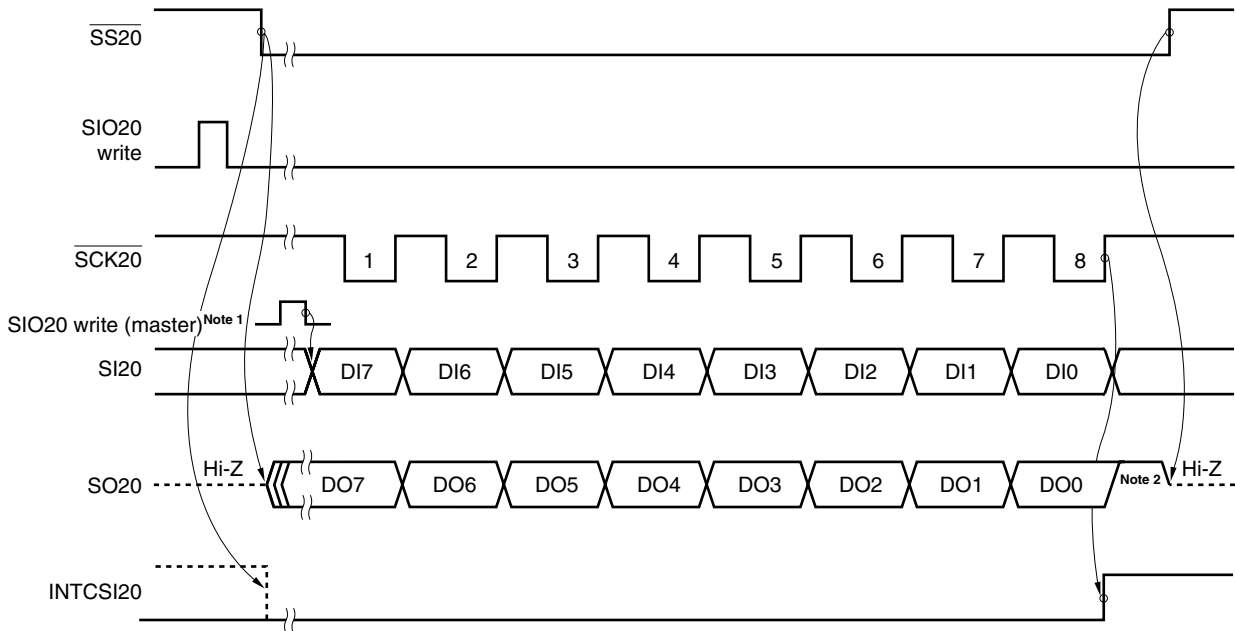 SS20
SIO20
write
SCK20
1 2 3 4 5 6 7 8
SIO20 write (master)Note 1
SI20
DI7 DI6 DI5 DI4 DI3 DI2 DI1 DI0
SO20
Hi-Z DO7 DO6 DO5 DO4 DO3 DO2 DO1 DO0 Note 2 Hi-Z
INTCSI20